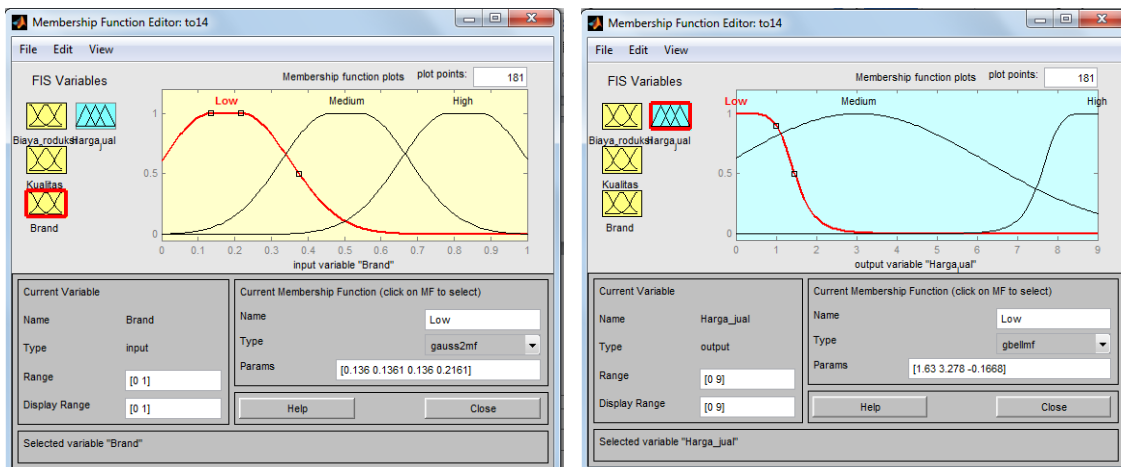 Membership Function Editor: to14
File Edit View
FIS Variables
Membership function plots
plot points:
181
Biaya_roduksi
Harga_jual
Kualitas
Brand
Low
Medium
High
1
0.5
0
0 0.1 0.2 0.3 0.4 0.5 0.6 0.7 0.8 0.9 1
input variable "Brand"
Current Variable
Name Brand
Type input
Range [0 1]
Display Range [0 1]
Current Membership Function (click on MF to select)
Name Low
Type gauss2mf
Params [0.136 0.1361 0.136 0.2161]
Help Close
Selected variable "Brand"
Membership Function Editor: to14
File Edit View
FIS Variables
Membership function plots
plot points:
181
Biaya_roduksi
Harga_jual
Kualitas
Brand
Low
Medium
High
1
0.5
0
0 1 2 3 4 5 6 7 8 9
output variable "Harga_jual"
Current Variable
Name Harga_jual
Type output
Range [0 9]
Display Range [0 9]
Current Membership Function (click on MF to select)
Name Low
Type gbellmf
Params [1.63 3.278 -0.1668]
Help Close
Selected variable "Harga_jual"